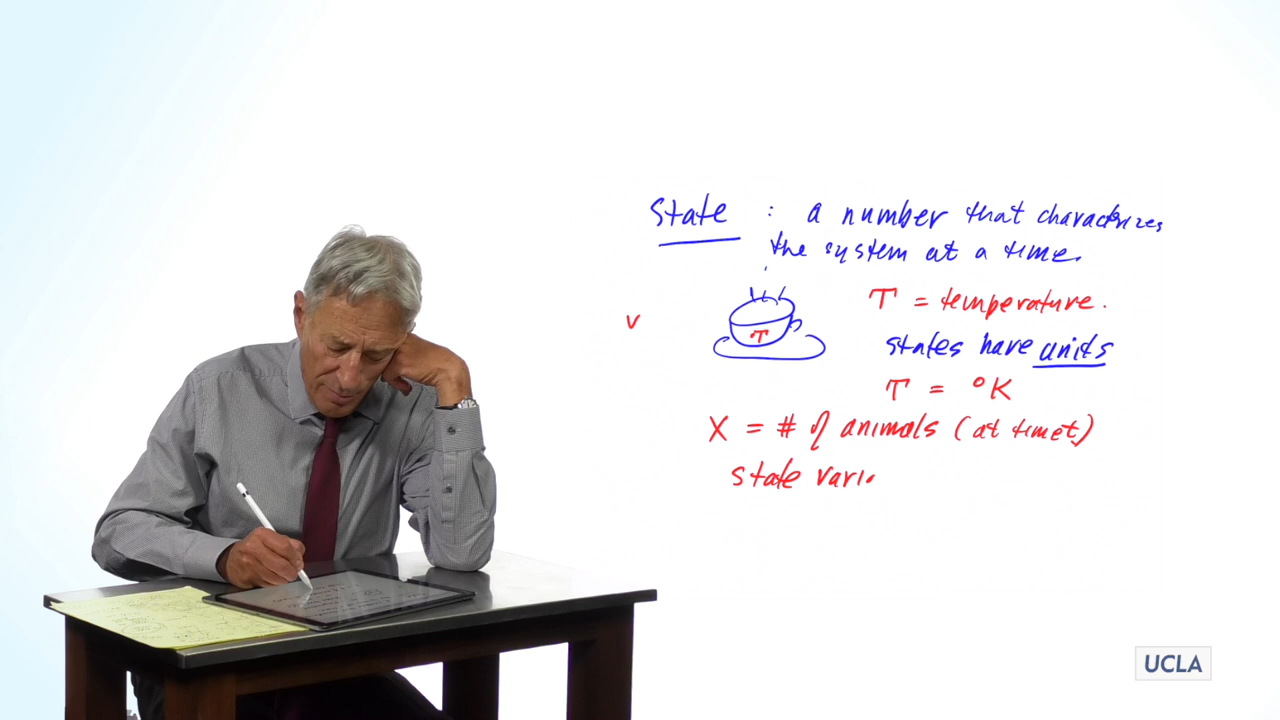 State : a number that characterizes
the system at a time.
T = temperature.
v
T
states have units
T = °K
X = # of animals (at time t)
state vari
UCLA